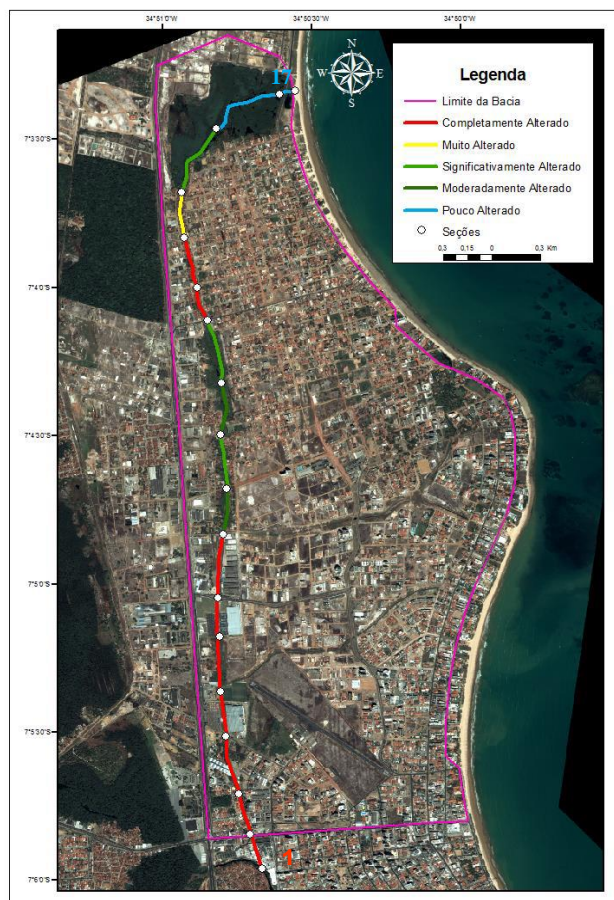 34°51'0"W
34°50'30"W
34°50'0"W
N
W
E
S
17
Legenda
Limite da Bacia
Completamente Alterado
Muito Alterado
Significativamente Alterado
Moderadamente Alterado
Pouco Alterado
Seções
0,3 0,15 0 0,3 Km
7°3'30"S
7°4'0"S
7°4'30"S
7°5'0"S
7°5'30"S
7°6'0"S
1